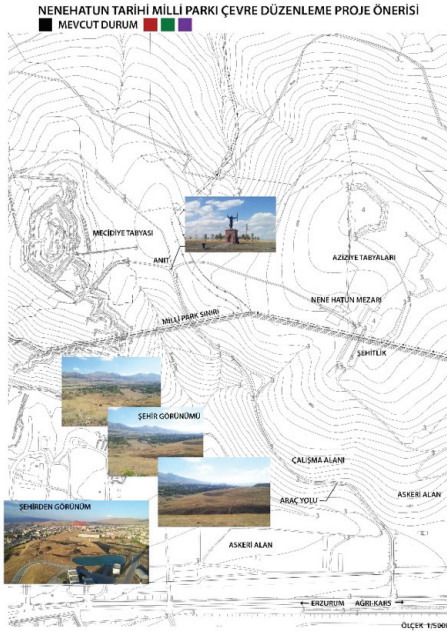 NENEHATUN TARİHİ MİLLİ PARKI ÇEVRE DÜZENLEME PROJE ÖNERİSİ
MEVCUT DURUM
MECİDİYE TABYASI
ANIT
AZİZİYE TABYALARI
NENE HATUN MEZARI
MİLLİ PARK SINIRI
ŞEHİTLİK
ŞEHİR GÖRÜNÜMÜ
ÇALIŞMA ALANI
ARAÇ YOLU
ASKERİ ALAN
ŞEHİRDEN GÖRÜNÜM
ASKERİ ALAN
← ERZURUM AĞRI-KARS →